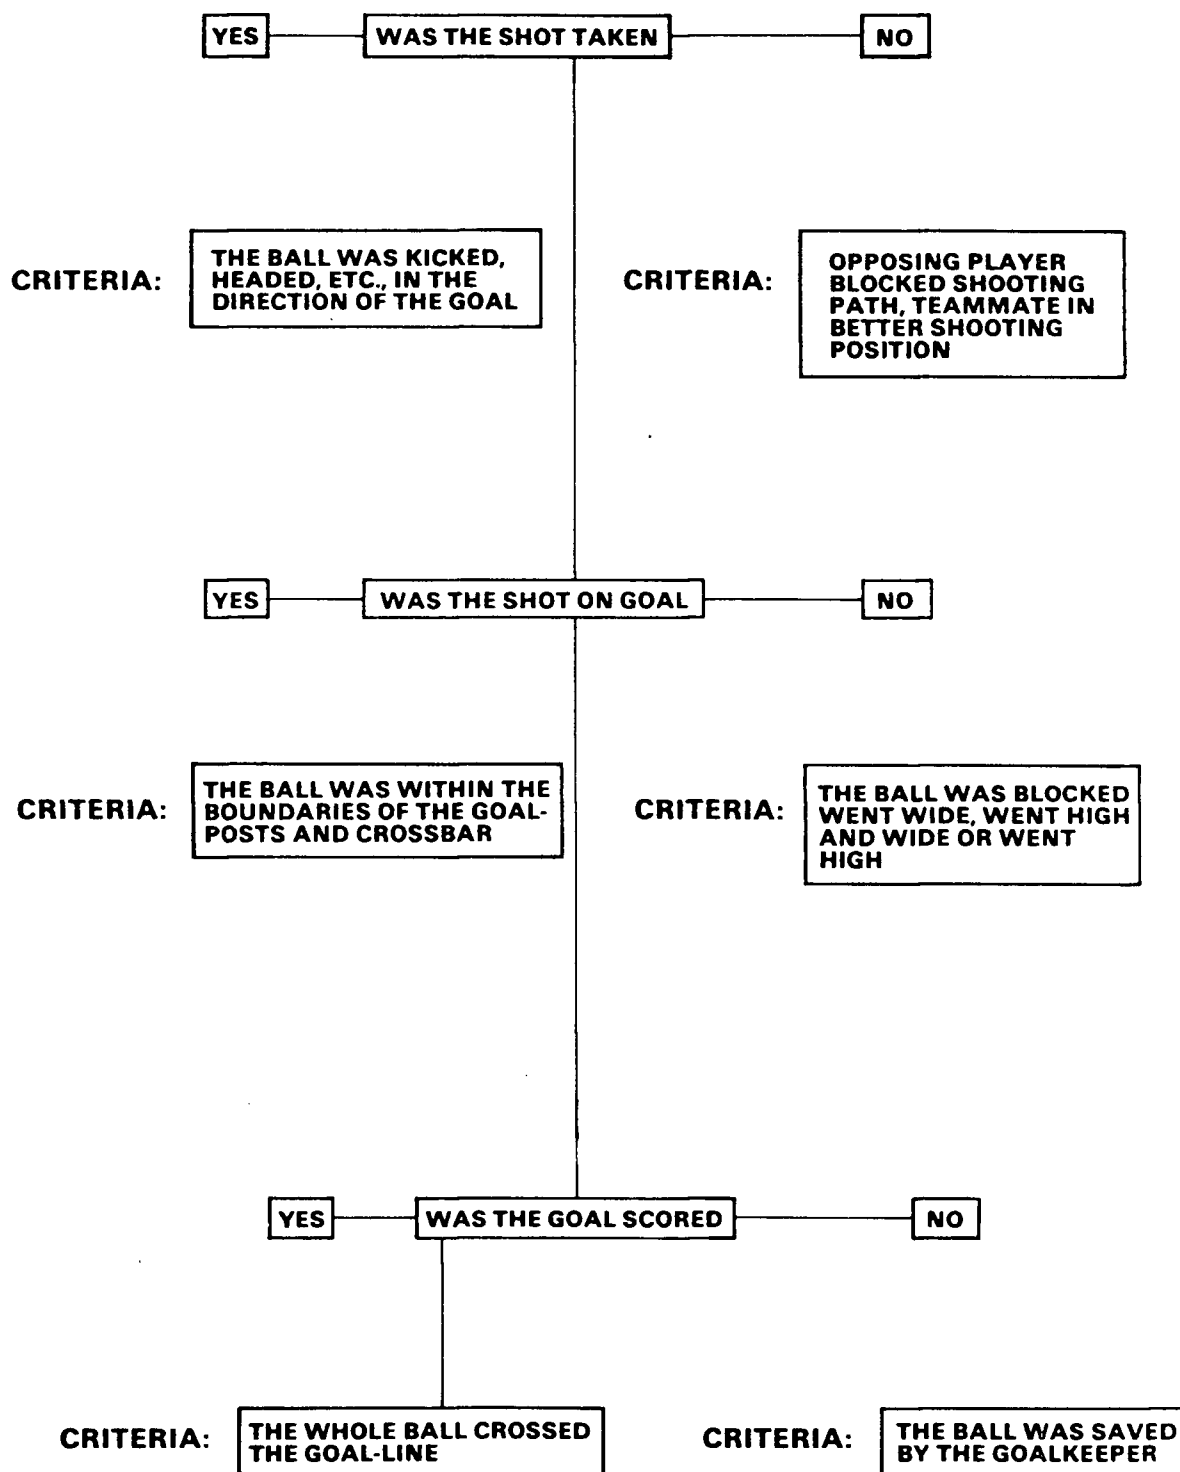 YES WAS THE SHOT TAKEN NO
CRITERIA:
THE BALL WAS KICKED,
HEADED, ETC., IN THE
DIRECTION OF THE GOAL
CRITERIA:
OPPOSING PLAYER
BLOCKED SHOOTING
PATH, TEAMMATE IN
BETTER SHOOTING
POSITION
YES WAS THE SHOT ON GOAL NO
CRITERIA:
THE BALL WAS WITHIN THE
BOUNDARIES OF THE GOAL-
POSTS AND CROSSBAR
CRITERIA:
THE BALL WAS BLOCKED
WENT WIDE, WENT HIGH
AND WIDE OR WENT
HIGH
YES WAS THE GOAL SCORED NO
CRITERIA:
THE WHOLE BALL CROSSED
THE GOAL-LINE
CRITERIA:
THE BALL WAS SAVED
BY THE GOALKEEPER